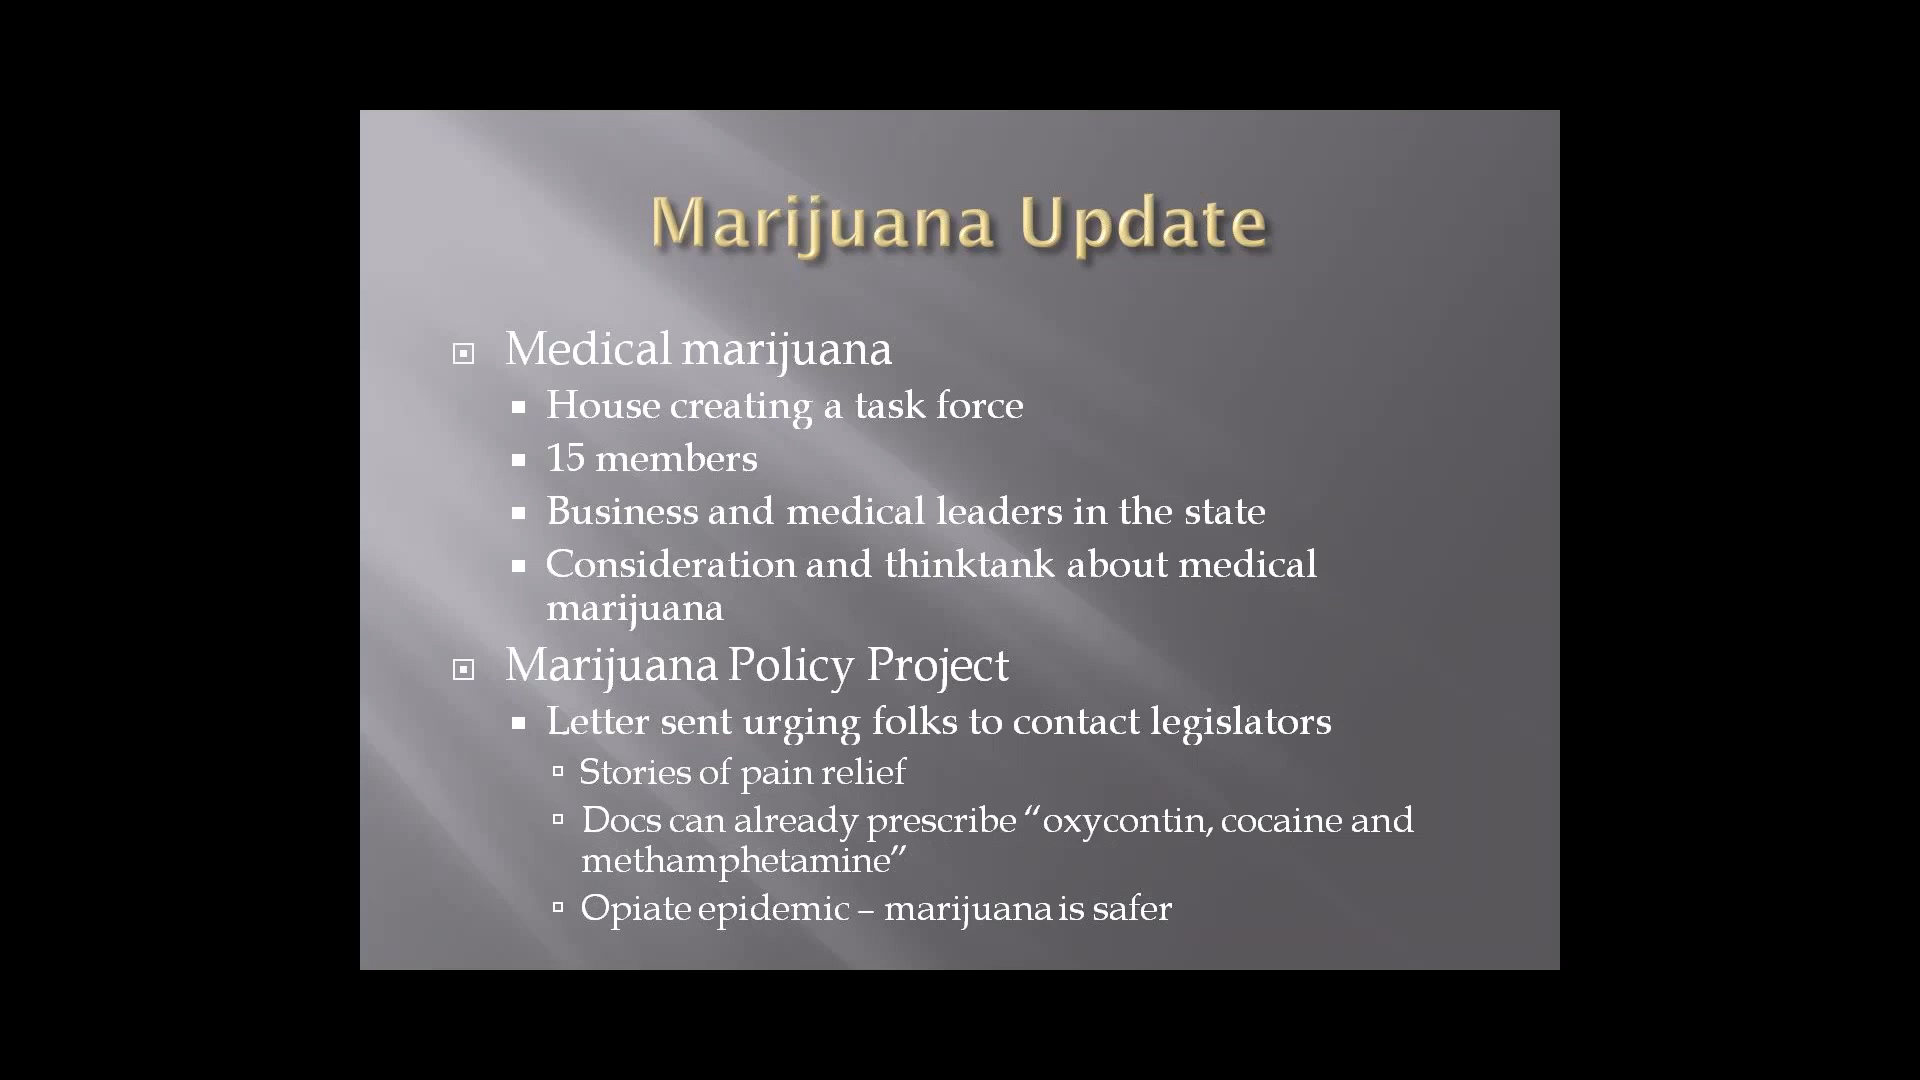 Marijuana Update
Medical marijuana
House creating a task force
15 members
Business and medical leaders in the state
Consideration and thinktank about medical
marijuana
Marijuana Policy Project
Letter sent urging folks to contact legislators
Stories of pain relief
Docs can already prescribe “oxycontin, cocaine and
methamphetamine”
Opiate epidemic – marijuana is safer